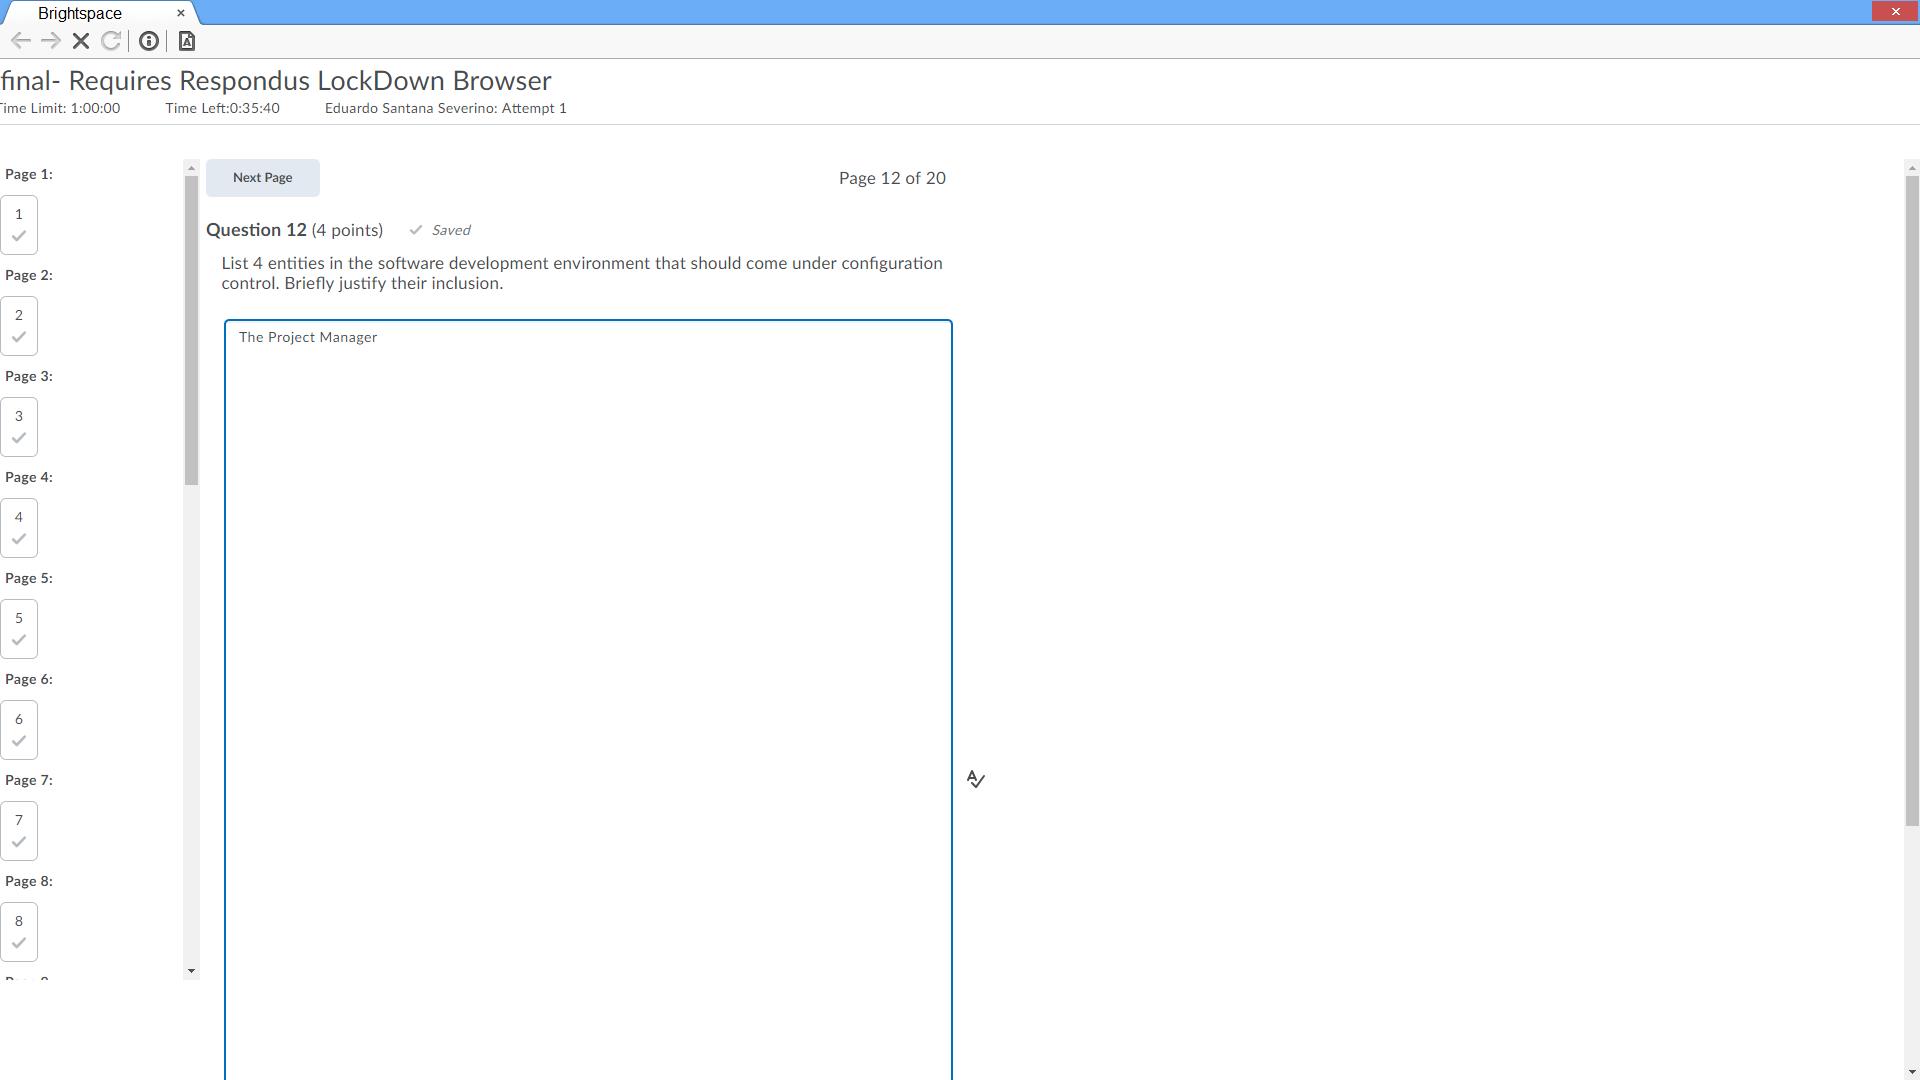 Brightspace
final- Requires Respondus LockDown Browser
Time Limit: 1:00:00 Time Left:0:35:40 Eduardo Santana Severino: Attempt 1
Page 1:
1
Page 2:
2
Page 3:
3
Page 4:
4
Page 5:
5
Page 6:
6
Page 7:
7
Page 8:
8
Next Page
Page 12 of 20
Question 12 (4 points) Saved
List 4 entities in the software development environment that should come under configuration
control. Briefly justify their inclusion.
The Project Manager